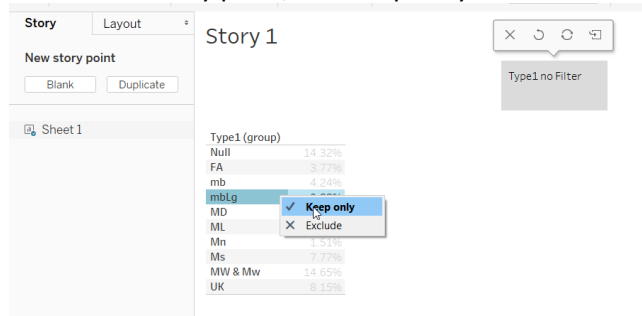 Story
Layout
Story 1
New story point
Blank
Duplicate
Type1 no Filter
Sheet 1
Type1 (group)
Null 14.32%
FA 3.77%
mb 4.24%
mbLg
Keep only
MD
ML
Exclude
Mn 1.51%
Ms 7.77%
MW & Mw 14.65%
UK 8.15%